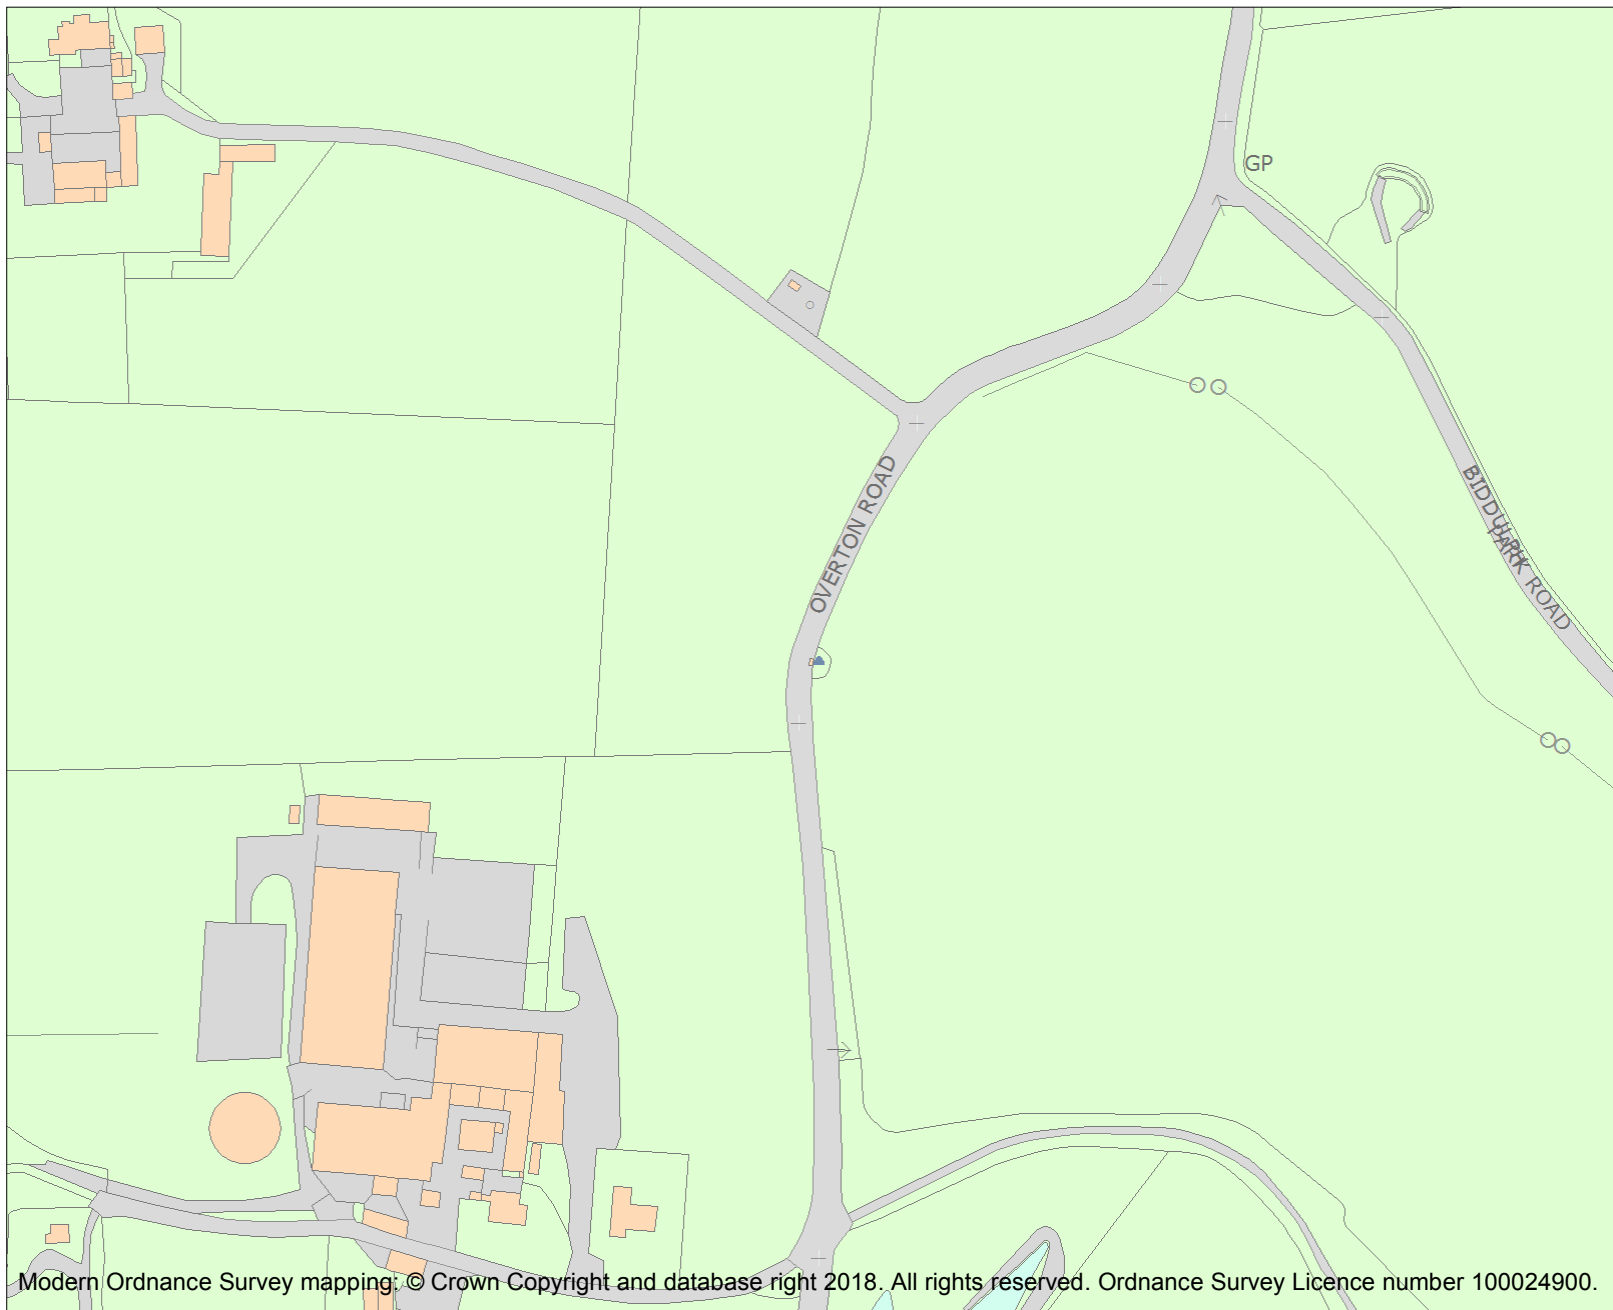 GP
OVERTON ROAD
BIDDULPH
PARK ROAD
Modern Ordnance Survey mapping: © Crown Copyright and database right 2018. All rights reserved. Ordnance Survey Licence number 100024900.